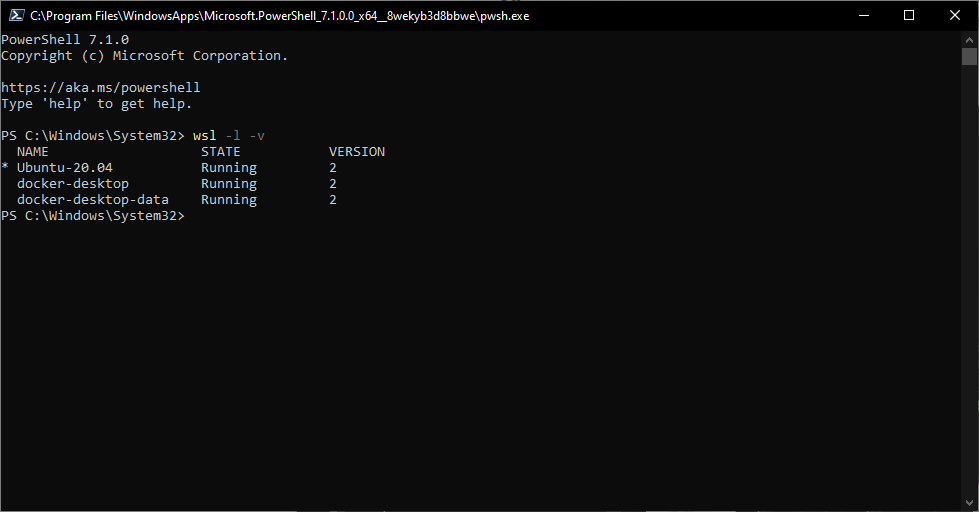 C:\Program Files\WindowsApps\Microsoft.PowerShell_7.1.0.0_x64__8wekyb3d8bbwe\pwsh.exe
PowerShell 7.1.0
Copyright (c) Microsoft Corporation.
https://aka.ms/powershell
Type 'help' to get help.
PS C:\Windows\System32> wsl -l -v
  NAME                   STATE           VERSION
* Ubuntu-20.04           Running         2
  docker-desktop         Running         2
  docker-desktop-data    Running         2
PS C:\Windows\System32>